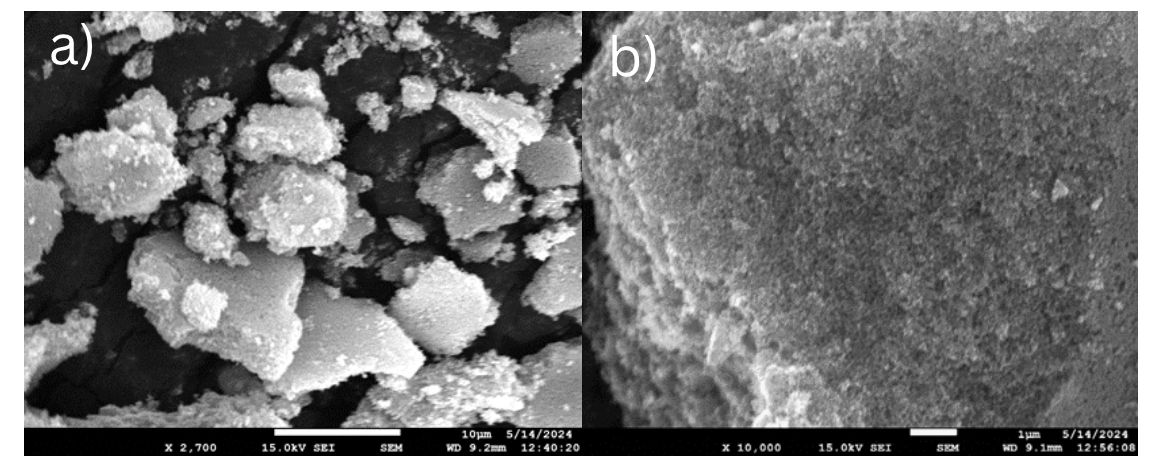 a)
b)
10μm 5/14/2024
X 2,700 15.0kV SEI SEM WD 9.2mm 12:40:20
1μm 5/14/2024
X 10,000 15.0kV SEI SEM WD 9.1mm 12:56:08